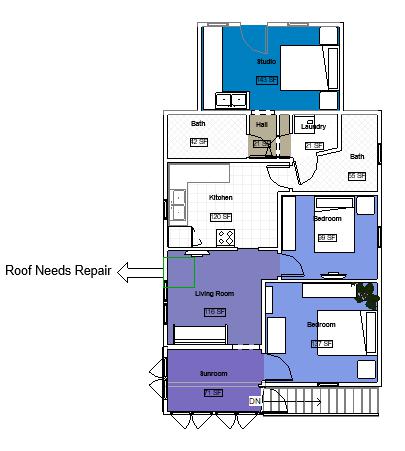 Studio
143 SF
Bath
Hall
Laundry
42 SF
21 SF
21 SF
Bath
55 SF
Kitchen
120 SF
Bedroom
99 SF
Roof Needs Repair
Living Room
116 SF
Bedroom
127 SF
Sunroom
71 SF
DN